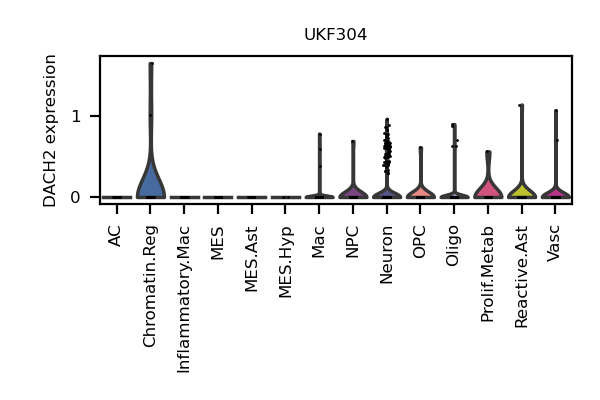 UKF304
DACH2 expression
1
0
AC
Chromatin.Reg
Inflammatory.Mac
MES
MES.Ast
MES.Hyp
Mac
NPC
Neuron
OPC
Oligo
Prolif.Metab
Reactive.Ast
Vasc